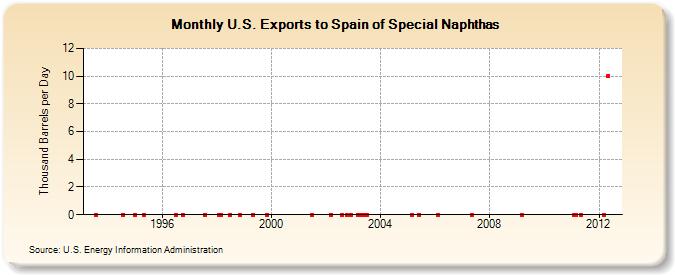 Monthly U.S. Exports to Spain of Special Naphthas
Thousand Barrels per Day
12
10
8
6
4
2
0
1996 2000 2004 2008 2012
Source: U.S. Energy Information Administration